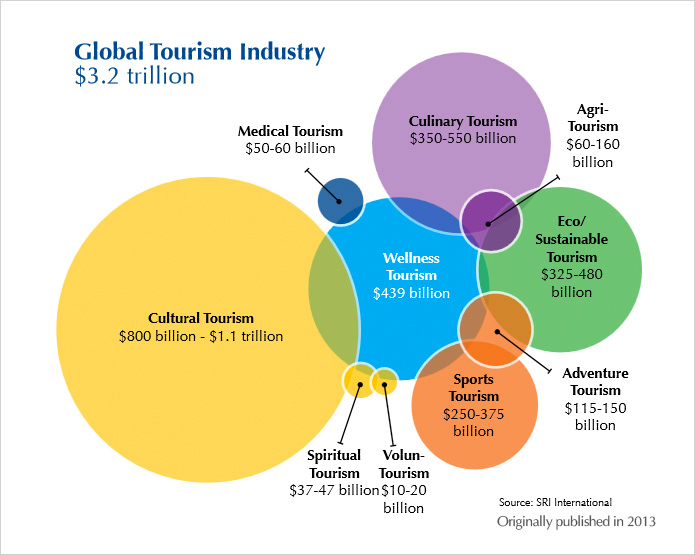 Global Tourism Industry
$3.2 trillion
Medical Tourism
$50-60 billion
Culinary Tourism
$350-550 billion
Agri-
Tourism
$60-160
billion
Eco/
Sustainable
Tourism
$325-480
billion
Wellness
Tourism
$439 billion
Cultural Tourism
$800 billion - $1.1 trillion
Sports
Tourism
$250-375
billion
Adventure
Tourism
$115-150
billion
Spiritual
Tourism
$37-47 billion
Volun-
Tourism
$10-20
billion
Source: SRI International
Originally published in 2013